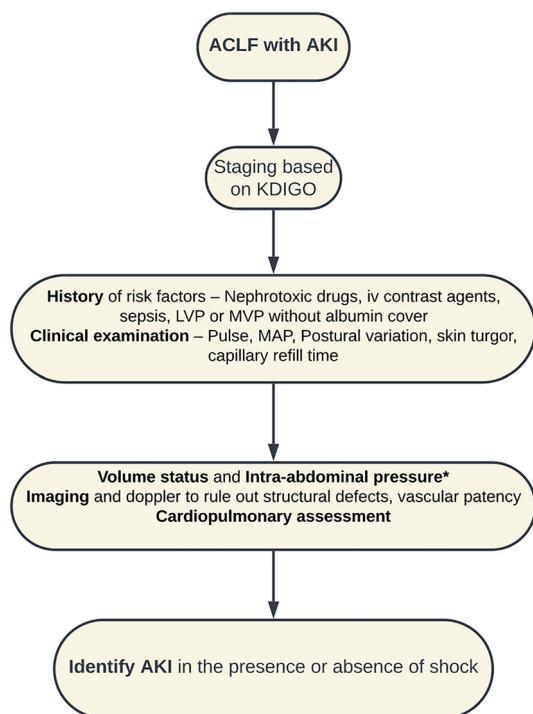 ACLF with AKI
Staging based
on KDIGO
History of risk factors – Nephrotoxic drugs, iv contrast agents,
sepsis, LVP or MVP without albumin cover
Clinical examination – Pulse, MAP, Postural variation, skin turgor,
capillary refill time
Volume status and Intra-abdominal pressure*
Imaging and doppler to rule out structural defects, vascular patency
Cardiopulmonary assessment
Identify AKI in the presence or absence of shock